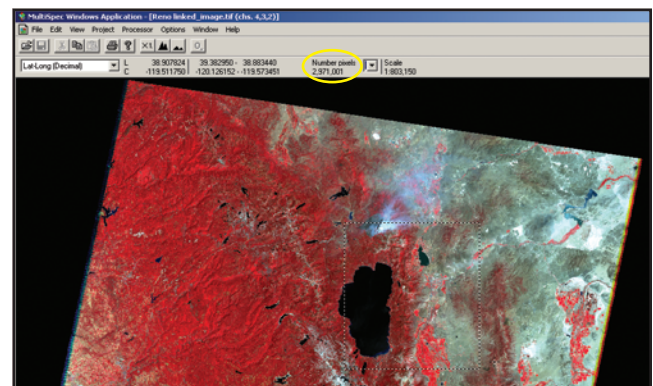 MultiSpec Windows Application - [Reno linked_image.tif (chs. 4,3,2)]
File Edit View Project Processor Options Window Help
X1
Lat-Long (Decimal) L 38.907824 39.382950 - 38.883440 Number pixels Scale
C -119.511750 -120.126152 - -119.573451 2,971,001 1:803,150